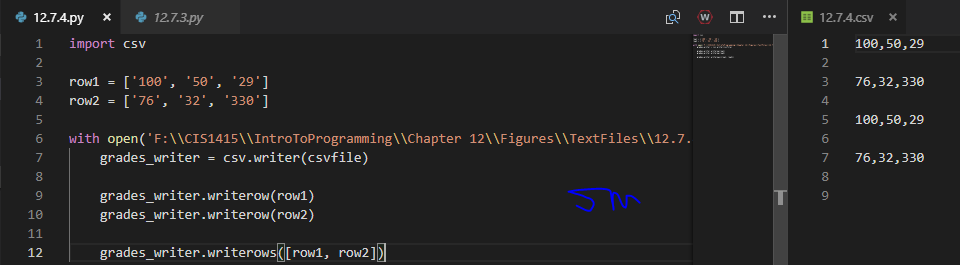 12.7.4.py
12.7.3.py
12.7.4.csv
1 import csv
2
3 row1 = ['100', '50', '29']
4 row2 = ['76', '32', '330']
5
6 with open('F:\\CIS1415\\IntroToProgramming\\Chapter 12\\Figures\\TextFiles\\12.7.
7 grades_writer = csv.writer(csvfile)
8
9 grades_writer.writerow(row1)
10 grades_writer.writerow(row2)
11
12 grades_writer.writerows([row1, row2])
1 100,50,29
2
3 76,32,330
4
5 100,50,29
6
7 76,32,330
8
9